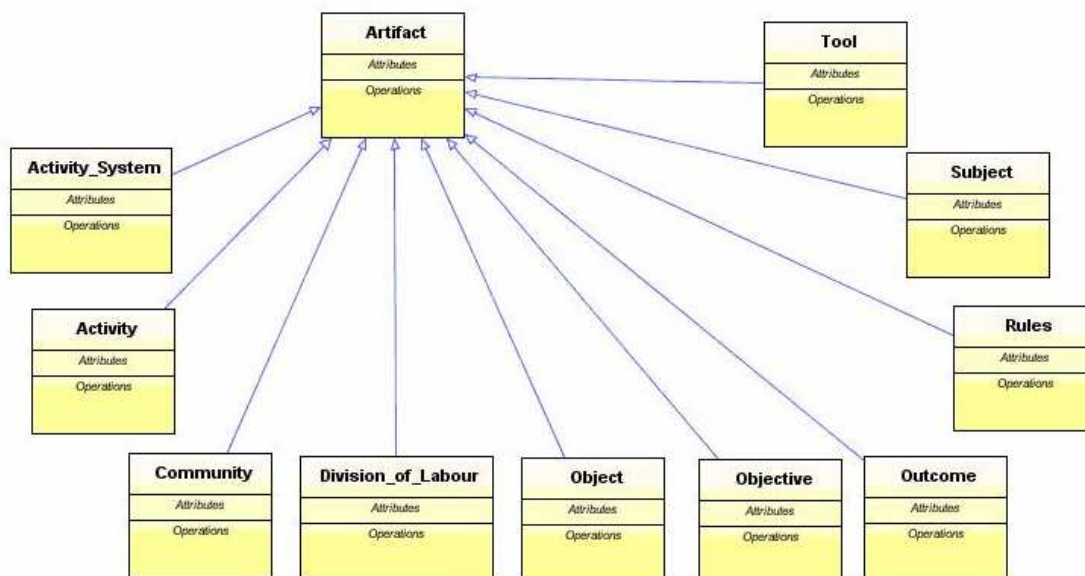 Artifact
Attributes
Operations
Tool
Attributes
Operations
Activity_System
Attributes
Operations
Subject
Attributes
Operations
Activity
Attributes
Operations
Rules
Attributes
Operations
Community
Attributes
Operations
Division_of_Labour
Attributes
Operations
Object
Attributes
Operations
Objective
Attributes
Operations
Outcome
Attributes
Operations